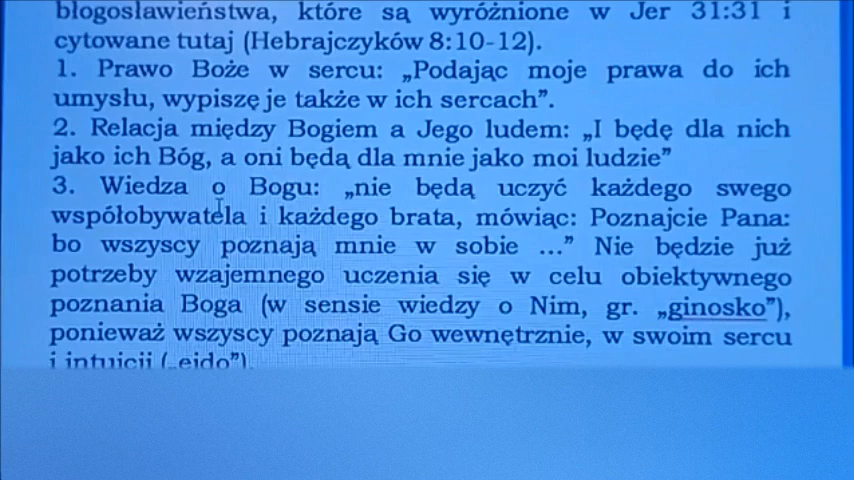 błogosławieństwa, które są wyróżnione w Jer 31:31 i
cytowane tutaj (Hebrajczyków 8:10-12).
1. Prawo Boże w sercu: „Podając moje prawa do ich
umysłu, wypiszę je także w ich sercach”.
2. Relacja między Bogiem a Jego ludem: „I będę dla nich
jako ich Bóg, a oni będą dla mnie jako moi ludzie”
3. Wiedza o Bogu: „nie będą uczyć każdego swego
współobywatela i każdego brata, mówiąc: Poznajcie Pana:
bo wszyscy poznają mnie w sobie ...” Nie będzie już
potrzeby wzajemnego uczenia się w celu obiektywnego
poznania Boga (w sensie wiedzy o Nim, gr. „ginosko”),
ponieważ wszyscy poznają Go wewnętrznie, w swoim sercu
i intuicji („eido”).